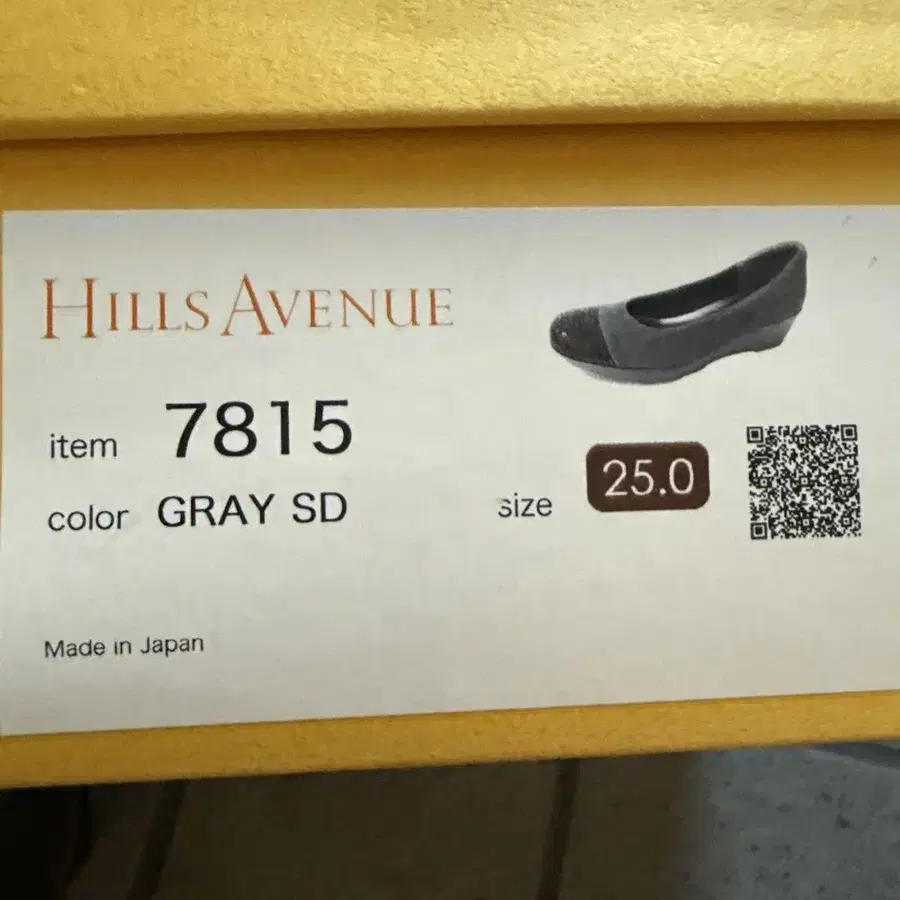 HILLS AVENUE
item 7815
color GRAY SD
size 25.0
Made in Japan